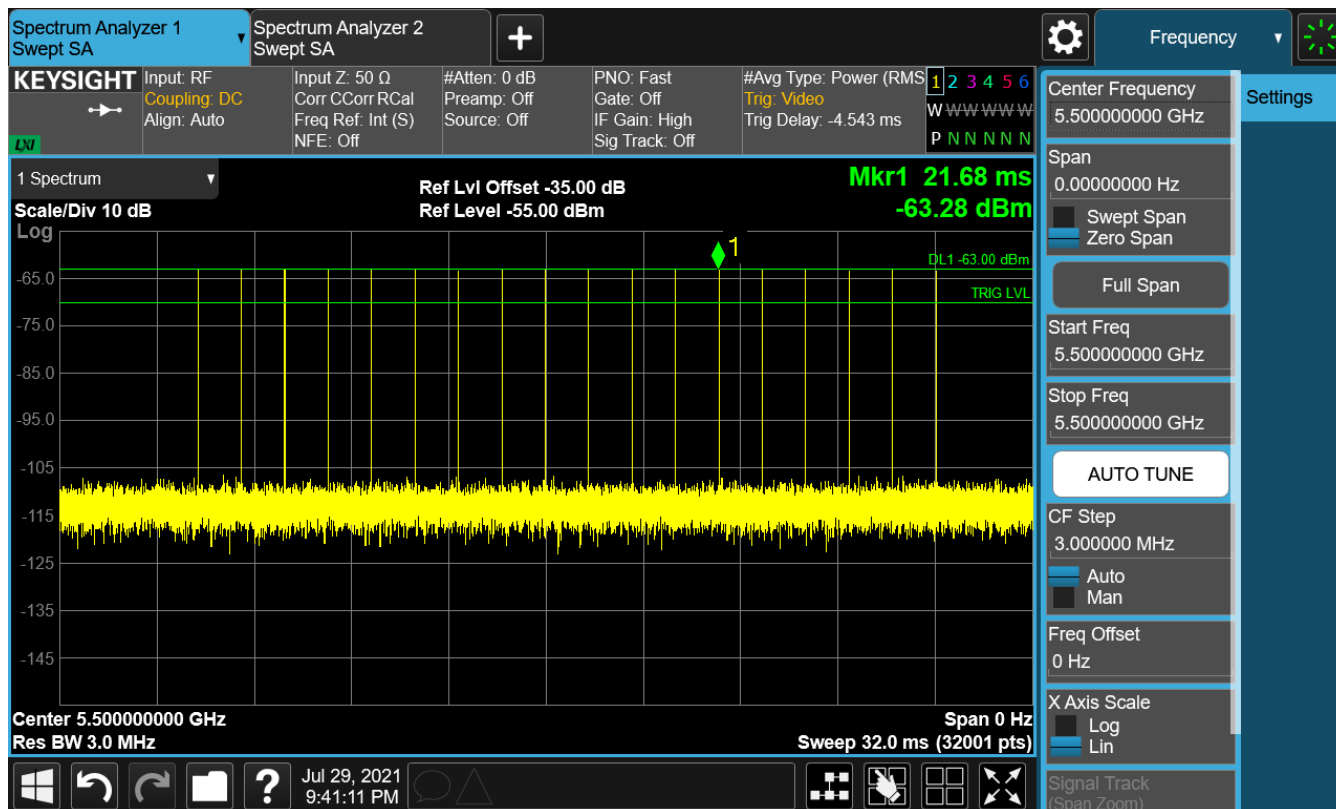 Spectrum Analyzer 1
Swept SA
Spectrum Analyzer 2
Swept SA
Frequency
KEYSIGHT
LXI
Input: RF
Coupling: DC
Align: Auto
Input Z: 50 Ω
Corr CCorr RCal
Freq Ref: Int (S)
NFE: Off
#Atten: 0 dB
Preamp: Off
Source: Off
PNO: Fast
Gate: Off
IF Gain: High
Sig Track: Off
#Avg Type: Power (RMS
Trig: Video
Trig Delay: -4.543 ms
1 2 3 4 5 6
W W W W W W
P N N N N N
1 Spectrum
Scale/Div 10 dB
Log
Ref Lvl Offset -35.00 dB
Ref Level -55.00 dBm
Mkr1 21.68 ms
-63.28 dBm
1
DL1 -63.00 dBm
TRIG LVL
-65.0
-75.0
-85.0
-95.0
-105
-115
-125
-135
-145
Center 5.500000000 GHz
Res BW 3.0 MHz
Span 0 Hz
Sweep 32.0 ms (32001 pts)
Center Frequency
5.500000000 GHz
Span
0.00000000 Hz
Swept Span
Zero Span
Full Span
Start Freq
5.500000000 GHz
Stop Freq
5.500000000 GHz
AUTO TUNE
CF Step
3.000000 MHz
Auto
Man
Freq Offset
0 Hz
X Axis Scale
Log
Lin
Signal Track
(Span Zoom)
Settings
?
Jul 29, 2021
9:41:11 PM